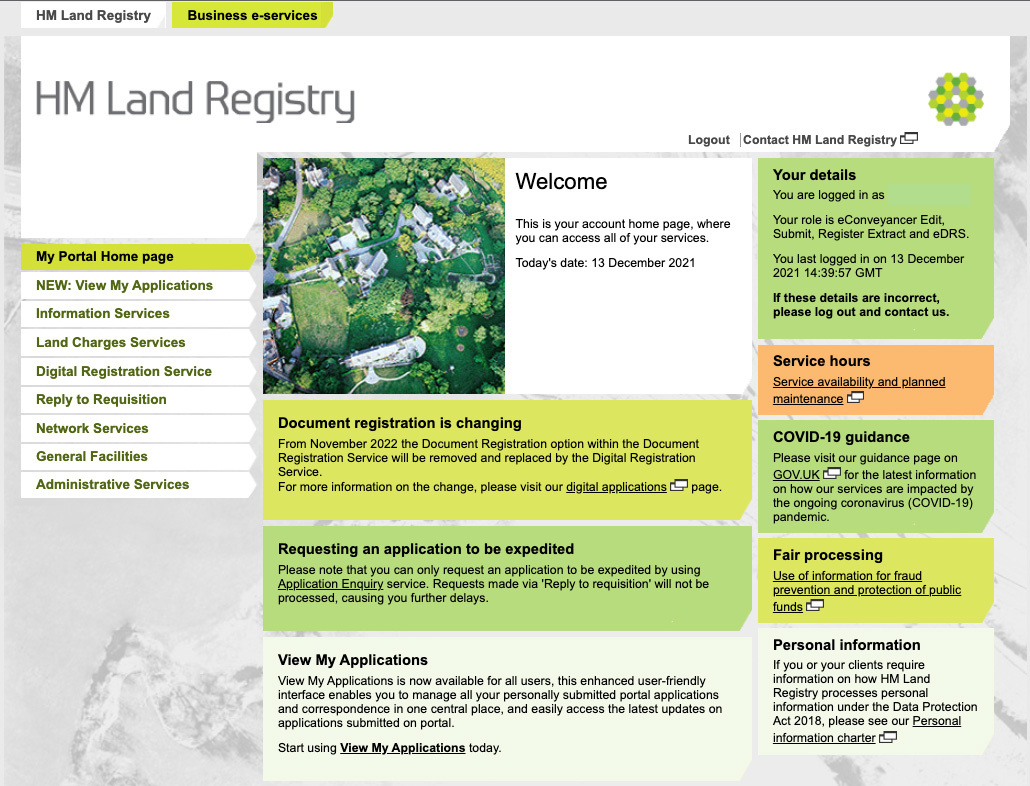 HM Land Registry
Business e-services
HM Land Registry
Logout
Contact HM Land Registry
My Portal Home page
NEW: View My Applications
Information Services
Land Charges Services
Digital Registration Service
Reply to Requisition
Network Services
General Facilities
Administrative Services
Welcome
This is your account home page, where
you can access all of your services.
Today's date: 13 December 2021
Document registration is changing
From November 2022 the Document Registration option within the Document
Registration Service will be removed and replaced by the Digital Registration
Service.
For more information on the change, please visit our digital applications page.
Requesting an application to be expedited
Please note that you can only request an application to be expedited by using
Application Enquiry service. Requests made via 'Reply to requisition' will not be
processed, causing you further delays.
View My Applications
View My Applications is now available for all users, this enhanced user-friendly
interface enables you to manage all your personally submitted portal applications
and correspondence in one central place, and easily access the latest updates on
applications submitted on portal.
Start using View My Applications today.
Your details
You are logged in as
Your role is eConveyancer Edit,
Submit, Register Extract and eDRS.
You last logged in on 13 December
2021 14:39:57 GMT
If these details are incorrect,
please log out and contact us.
Service hours
Service availability and planned
maintenance
COVID-19 guidance
Please visit our guidance page on
GOV.UK for the latest information
on how our services are impacted by
the ongoing coronavirus (COVID-19)
pandemic.
Fair processing
Use of information for fraud
prevention and protection of public
funds
Personal information
If you or your clients require
information on how HM Land
Registry processes personal
information under the Data Protection
Act 2018, please see our Personal
information charter